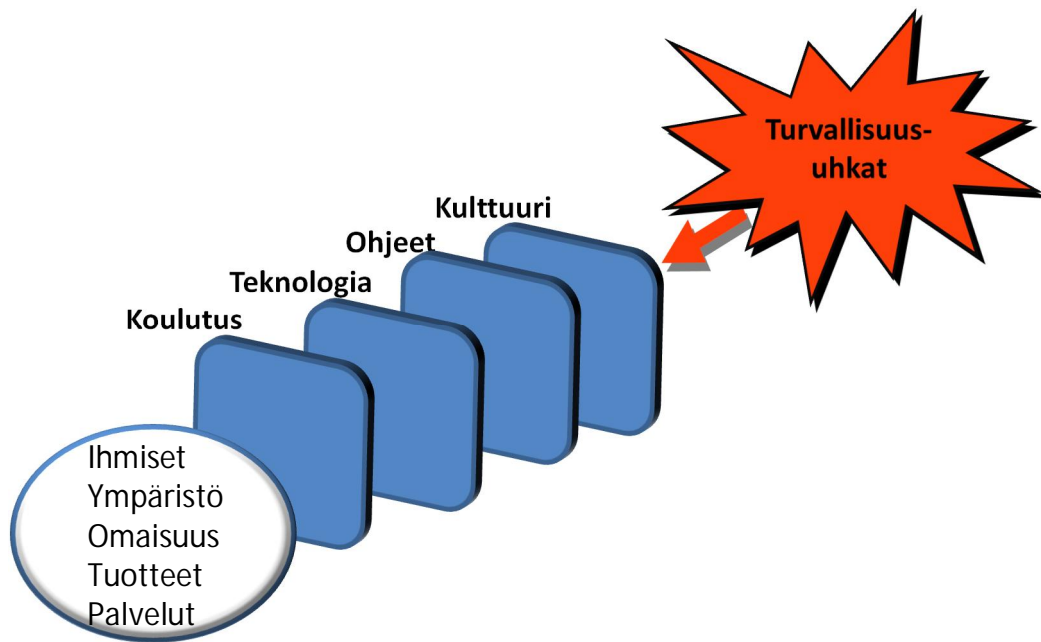 Turvallisuus-
uhkat
Kulttuuri
Ohjeet
Teknologia
Koulutus
Ihmiset
Ympäristö
Omaisuus
Tuotteet
Palvelut